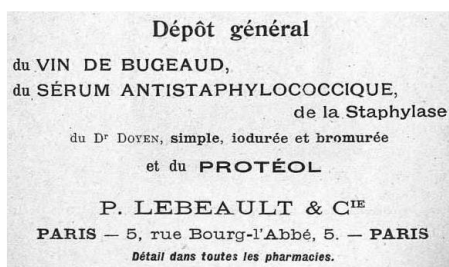 Dépôt général
du VIN DE BUGEAUD,
du SÉRUM ANTISTAPHYLOCOCCIQUE,
de la Staphylase
du Dr DOYEN, simple, iodurée et bromurée
et du PROTÉOL
P. LEBEAULT & CIE
PARIS — 5, rue Bourg-l'Abbé, 5. — PARIS
Détail dans toutes les pharmacies.